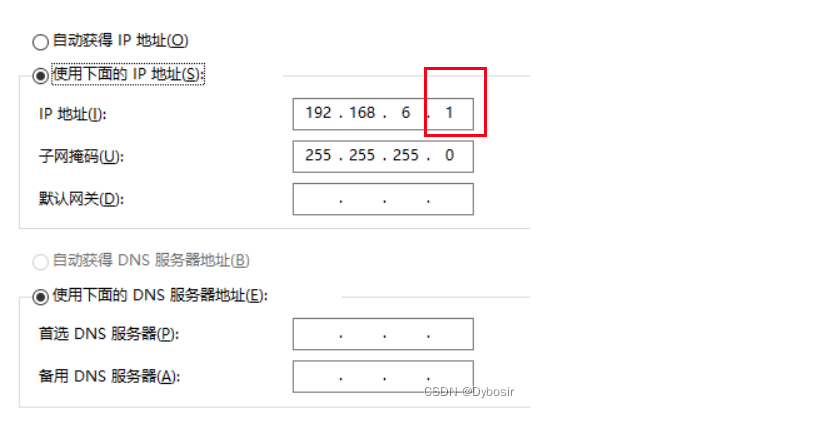 自动获得 IP 地址(O)
使用下面的 IP 地址(S):
IP 地址(I): 192 . 168 . 6 . 1
子网掩码(U): 255 . 255 . 255 . 0
默认网关(D): . . .
自动获得 DNS 服务器地址(B)
使用下面的 DNS 服务器地址(E):
首选 DNS 服务器(P): . . .
备用 DNS 服务器(A): . . .
CSDN @Dybosir